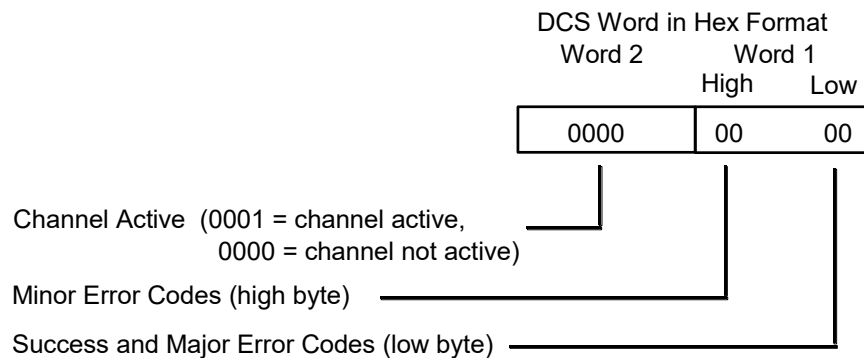 DCS Word in Hex Format
Word 2 Word 1
High Low
0000 00 00
Channel Active (0001 = channel active,
0000 = channel not active)
Minor Error Codes (high byte)
Success and Major Error Codes (low byte)